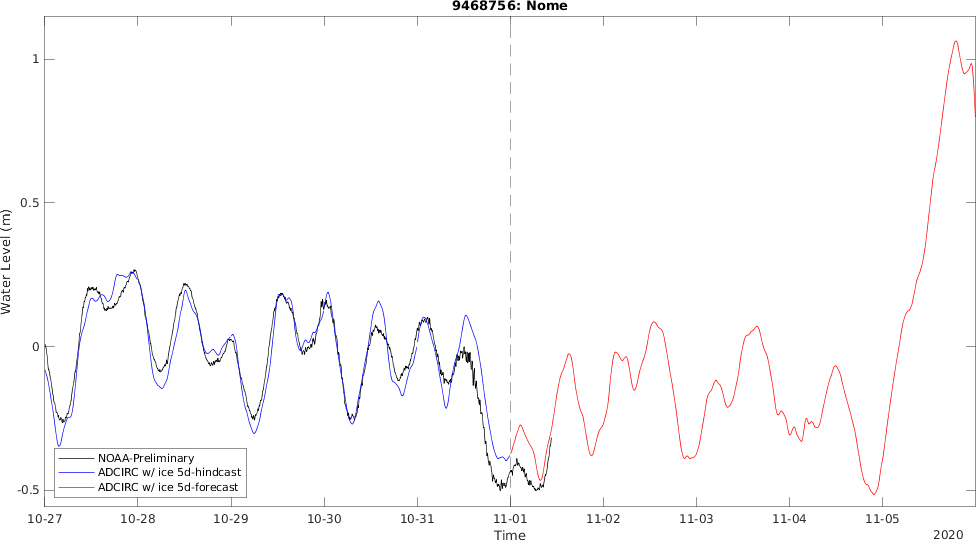 9468756: Nome
Water Level (m)
1
0.5
0
-0.5
NOAA-Preliminary
ADCIRC w/ ice 5d-hindcast
ADCIRC w/ ice 5d-forecast
10-27 10-28 10-29 10-30 10-31 11-01 11-02 11-03 11-04 11-05
Time
2020